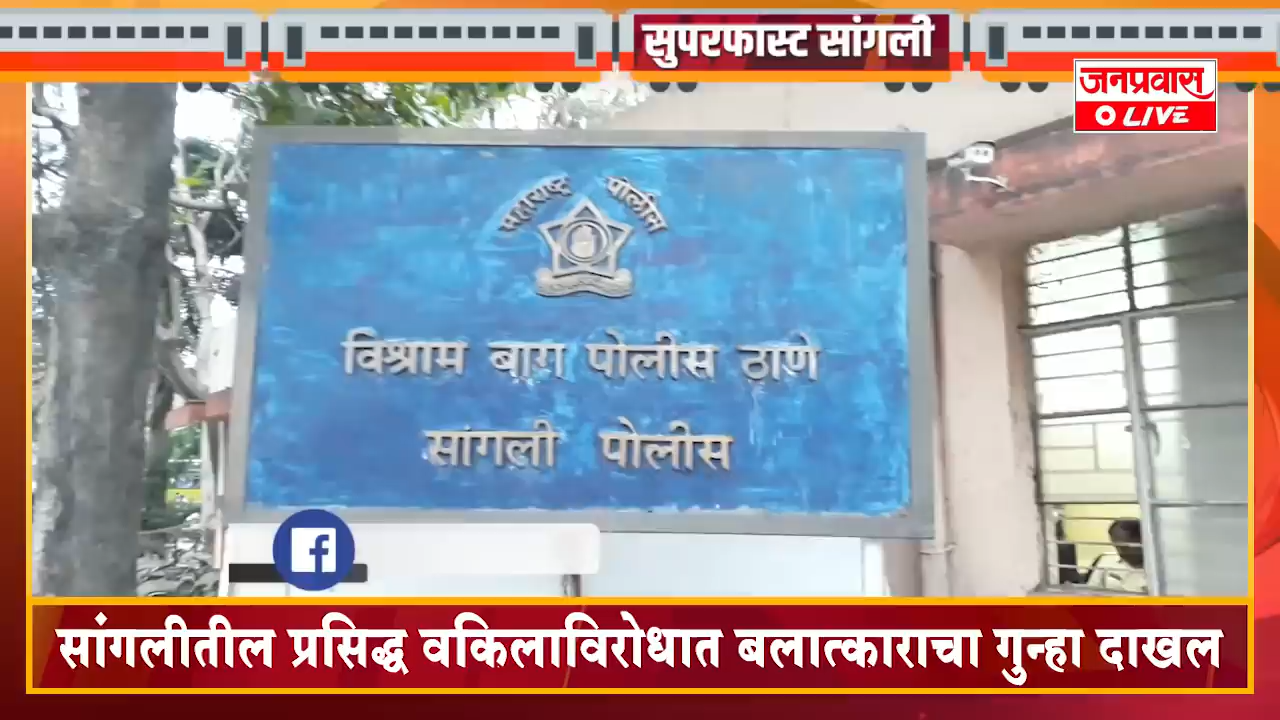 सुपरफास्ट सांगली
जनप्रवास
LIVE
महाराष्ट्र पोलीस
विश्राम बाग पोलीस ठाणे
सांगली पोलीस
सांगलीतील प्रसिद्ध वकिलाविरोधात बलात्काराचा गुन्हा दाखल